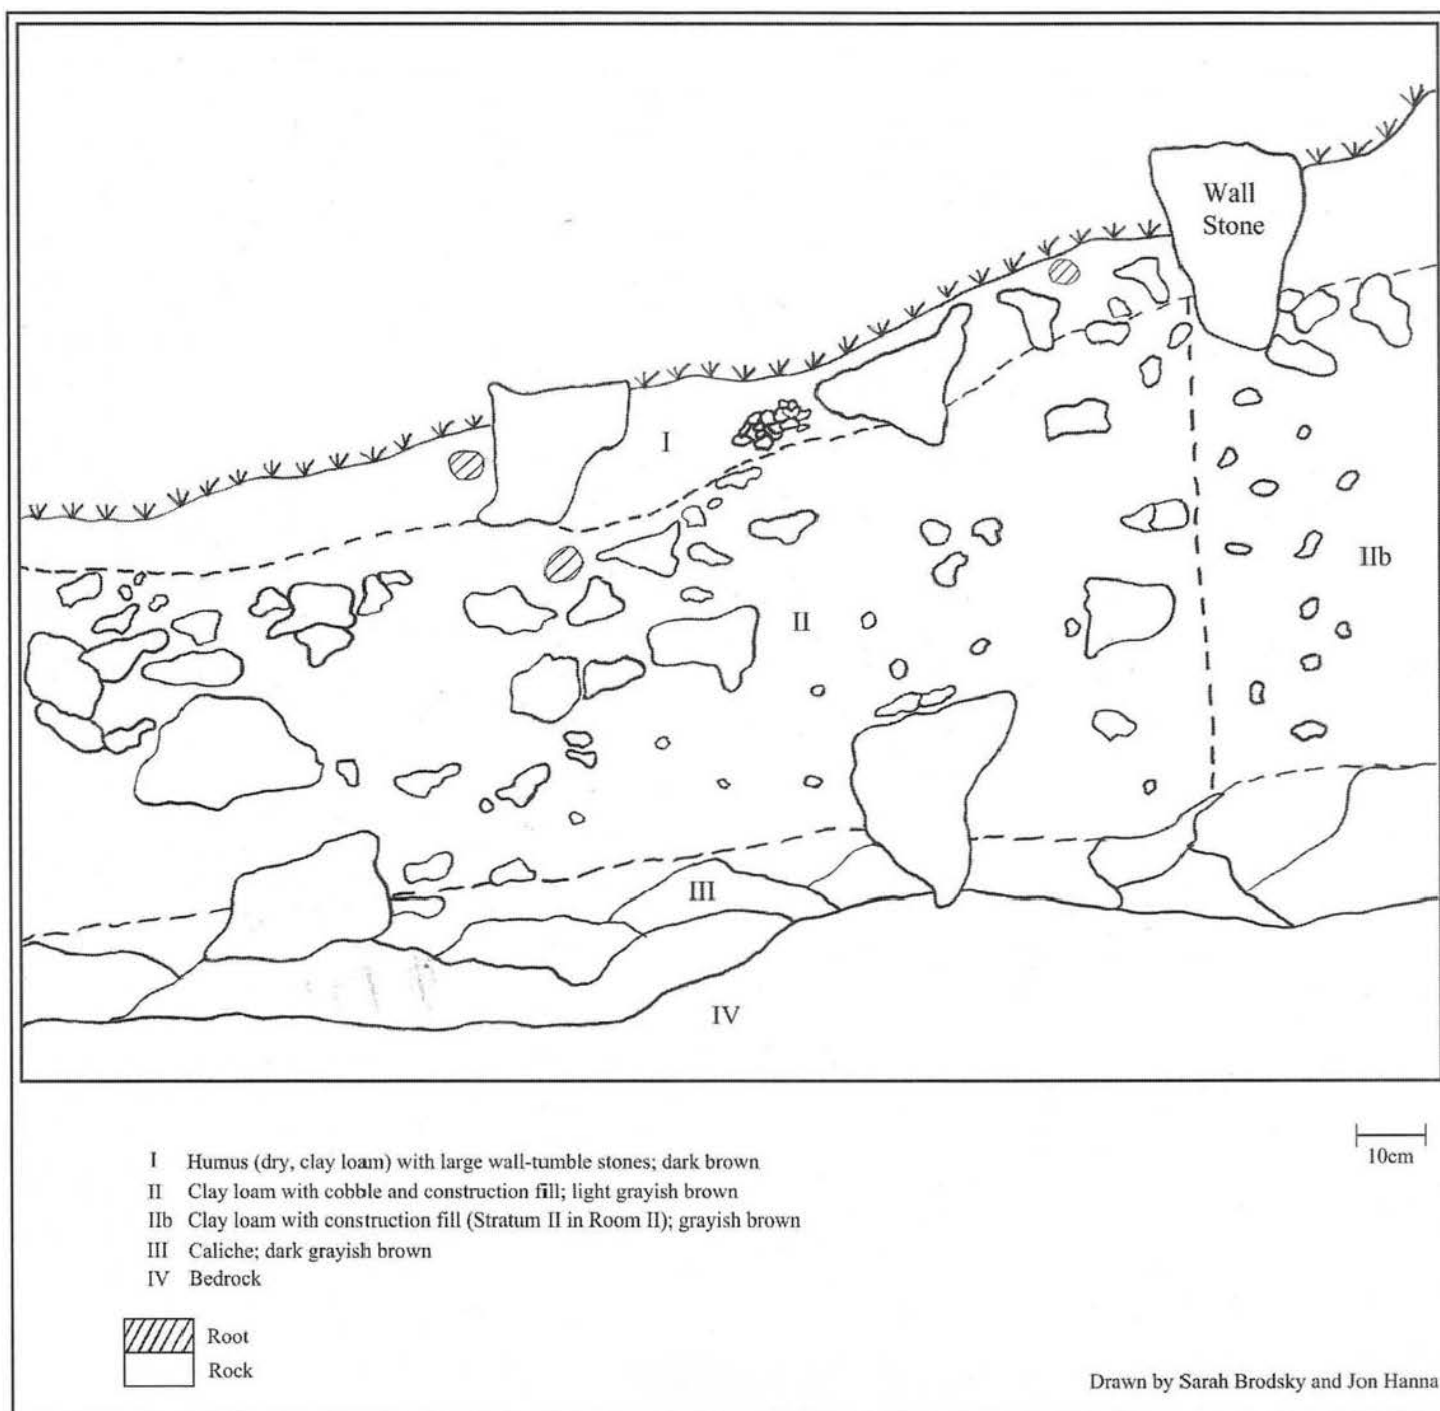 Wall
Stone
I
IIb
II
III
IV
10cm
I Humus (dry, clay loam) with large wall-tumble stones; dark brown
II Clay loam with cobble and construction fill; light grayish brown
IIb Clay loam with construction fill (Stratum II in Room II); grayish brown
III Caliche; dark grayish brown
IV Bedrock
Root
Rock
Drawn by Sarah Brodsky and Jon Hanna